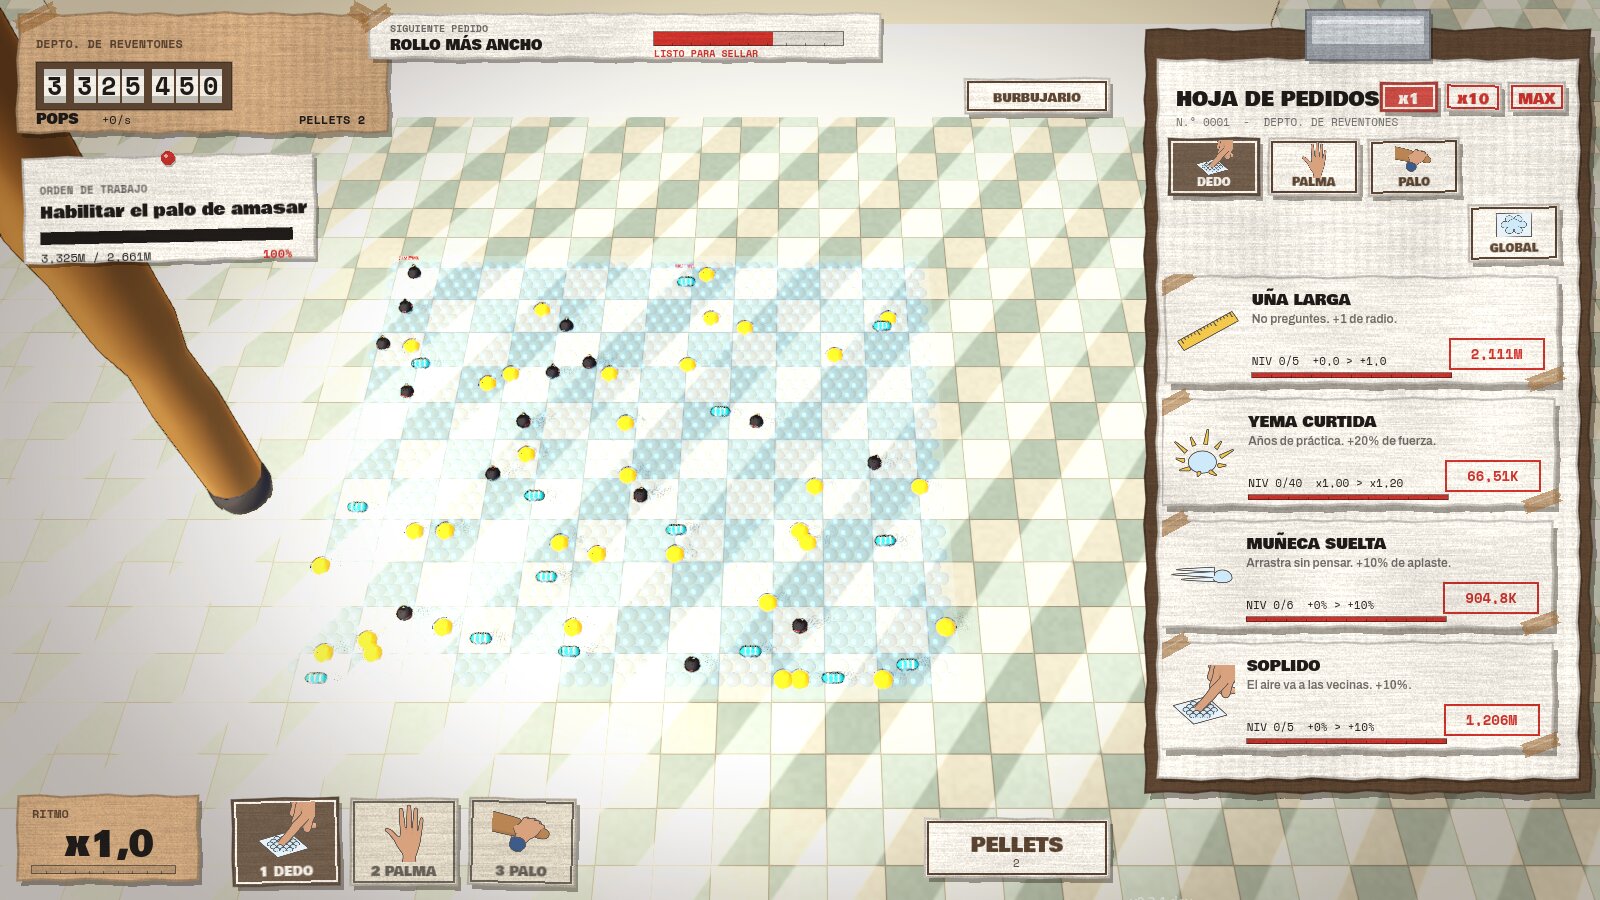 DEPTO. DE REVENTONES
3 325 450
POPS +0/s PELLETS 2
SIGUIENTE PEDIDO
ROLLO MÁS ANCHO
LISTO PARA SELLAR
BURBUJARIO
ORDEN DE TRABAJO
Habilitar el palo de amasar
3,325M / 2,661M 100%
HOJA DE PEDIDOS x1 x10 MAX
N.° 0001 - DEPTO. DE REVENTONES
DEDO PALMA PALO
GLOBAL
UÑA LARGA
No preguntes. +1 de radio.
NIV 0/5 +0,0 > +1,0 2,111M
YEMA CURTIDA
Años de práctica. +20% de fuerza.
NIV 0/40 x1,00 > x1,20 66,51K
MUÑECA SUELTA
Arrastra sin pensar. +10% de aplaste.
NIV 0/6 +0% > +10% 904,8K
SOPLIDO
El aire va a las vecinas. +10%.
NIV 0/5 +0% > +10% 1,206M
RITMO
x1,0
1 DEDO 2 PALMA 3 PALO
PELLETS
2